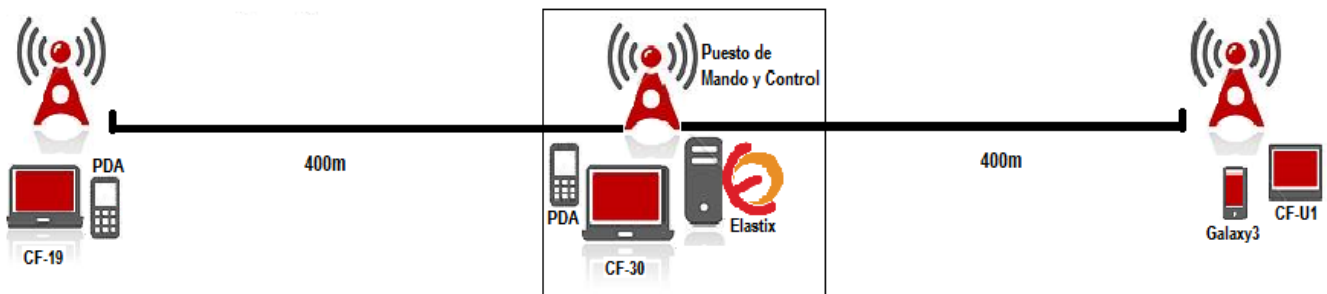 Puesto de
Mando y Control
400m
400m
PDA
PDA
Elastix
CF-U1
Galaxy3
CF-19
CF-30